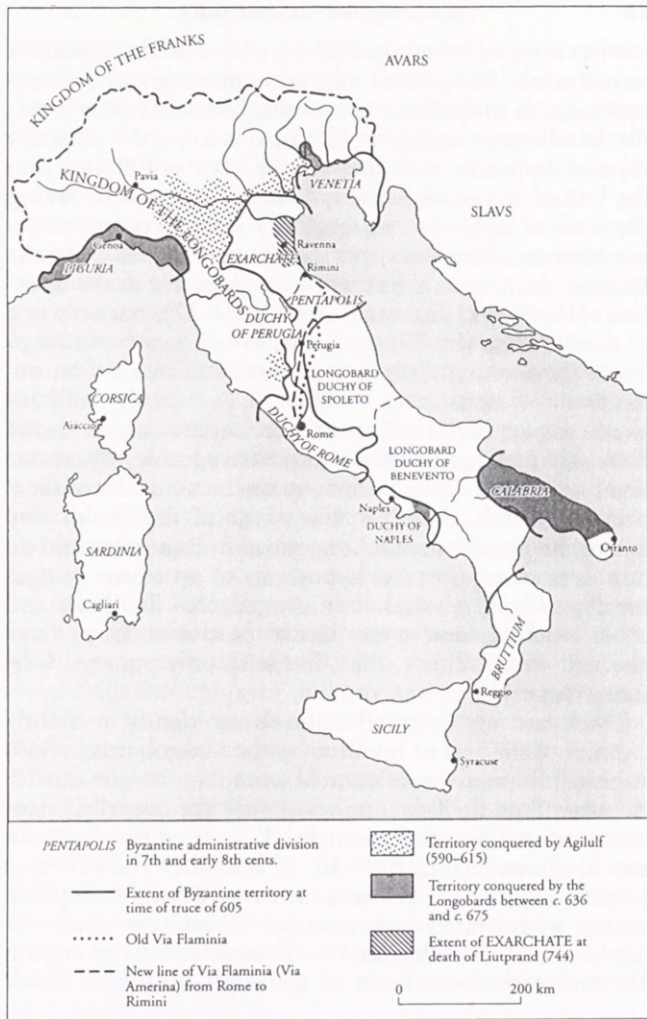 KINGDOM OF THE FRANKS
AVARS
Pavia
VENETIA
KINGDOM OF THE LONGOBARDS
SLAVS
Genoa
EXARCHATE
Ravenna
LIGURIA
Rimini
PENTAPOLIS
DUCHY
OF PERUGIA
Perugia
LONGOBARD
DUCHY OF
SPOLETO
CORSICA
Aiaccio
DUCHY OF ROME
Rome
LONGOBARD
DUCHY OF
BENEVENTO
CALABRIA
Naples
DUCHY OF
NAPLES
Otranto
SARDINIA
Cagliari
BRUTTIUM
Reggio
SICILY
Syracuse
PENTAPOLIS Byzantine administrative division
in 7th and early 8th cents.
Extent of Byzantine territory at
time of truce of 605
Old Via Flaminia
New line of Via Flaminia (Via
Amerina) from Rome to
Rimini
Territory conquered by Agilulf
(590–615)
Territory conquered by the
Longobards between c. 636
and c. 675
Extent of EXARCHATE at
death of Liutprand (744)
0 200 km